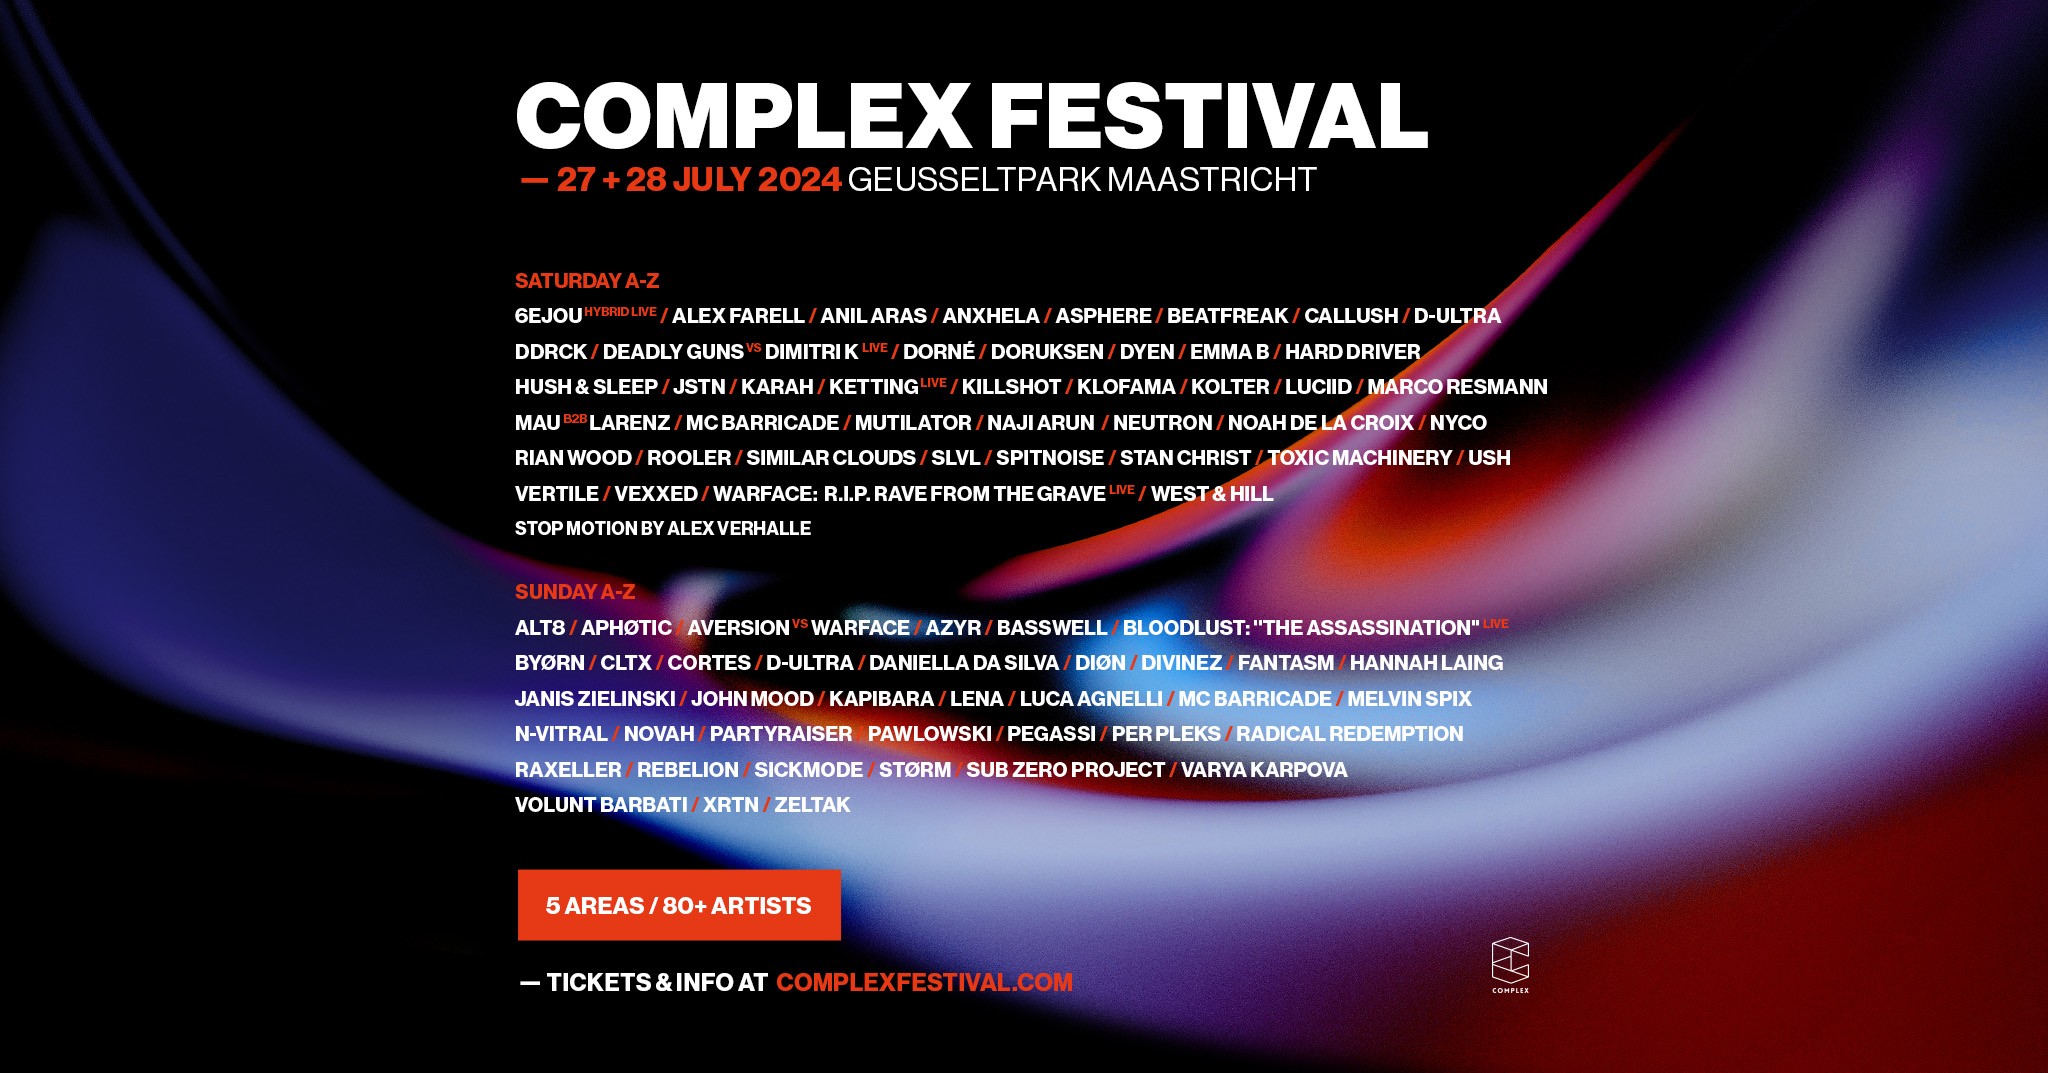 COMPLEX FESTIVAL
— 27 + 28 JULY 2024 GEUSSELTPARK MAASTRICHT
SATURDAY A-Z
6EJOU HYBRID LIVE / ALEX FARELL / ANIL ARAS / ANXHELA / ASPHERE / BEATFREAK / CALLUSH / D-ULTRA
DDRCK / DEADLY GUNS VS DIMITRI K LIVE / DORNÉ / DORUKSEN / DYEN / EMMA B / HARD DRIVER
HUSH & SLEEP / JSTN / KARAH / KETTING LIVE / KILLSHOT / KLOFAMA / KOLTER / LUCIID / MARCO RESMANN
MAU B2B LARENZ / MC BARRICADE / MUTILATOR / NAJI ARUN / NEUTRON / NOAH DE LA CROIX / NYCO
RIAN WOOD / ROOLER / SIMILAR CLOUDS / SLVL / SPITNOISE / STAN CHRIST / TOXIC MACHINERY / USH
VERTILE / VEXXED / WARFACE: R.I.P. RAVE FROM THE GRAVE LIVE / WEST & HILL
STOP MOTION BY ALEX VERHALLE
SUNDAY A-Z
ALT8 / APHØTIC / AVERSION VS WARFACE / AZYR / BASSWELL / BLOODLUST: "THE ASSASSINATION" LIVE
BYØRN / CLTX / CORTES / D-ULTRA / DANIELLA DA SILVA / DIØN / DIVINEZ / FANTASM / HANNAH LAING
JANIS ZIELINSKI / JOHN MOOD / KAPIBARA / LENA / LUCA AGNELLI / MC BARRICADE / MELVIN SPIX
N-VITRAL / NOVAH / PARTYRAISER / PAWLOWSKI / PEGASSI / PER PLEKS / RADICAL REDEMPTION
RAXELLER / REBELION / SICKMODE / STØRM / SUB ZERO PROJECT / VARYA KARPOVA
VOLUNT BARBATI / XRTN / ZELTAK
5 AREAS / 80+ ARTISTS
— TICKETS & INFO AT COMPLEXFESTIVAL.COM
COMPLEX